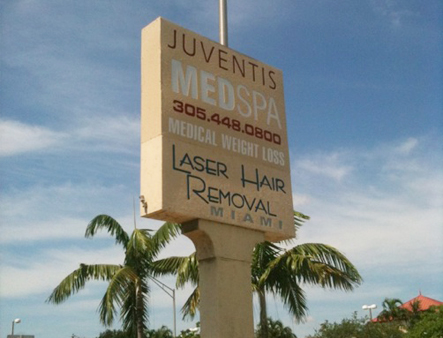 JUVENTIS
MEDSPA
305.448.0800
MEDICAL WEIGHT LOSS
LASER HAIR
REMOVAL
MIAMI